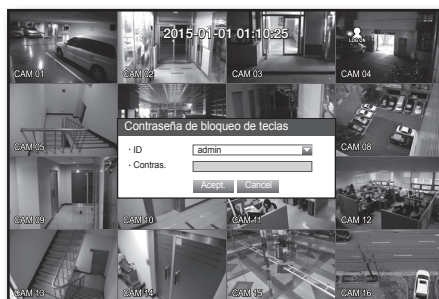 2015-01-01 01:10:25
LOG ON
CAM 01
CAM 02
CAM 03
CAM 04
CAM 05
CAM 08
Contraseña de bloqueo de teclas
· ID
admin
· Contras.
Acept.
Cancel
CAM 09
CAM 10
CAM 11
CAM 12
CAM 13
CAM 14
CAM 15
CAM 16